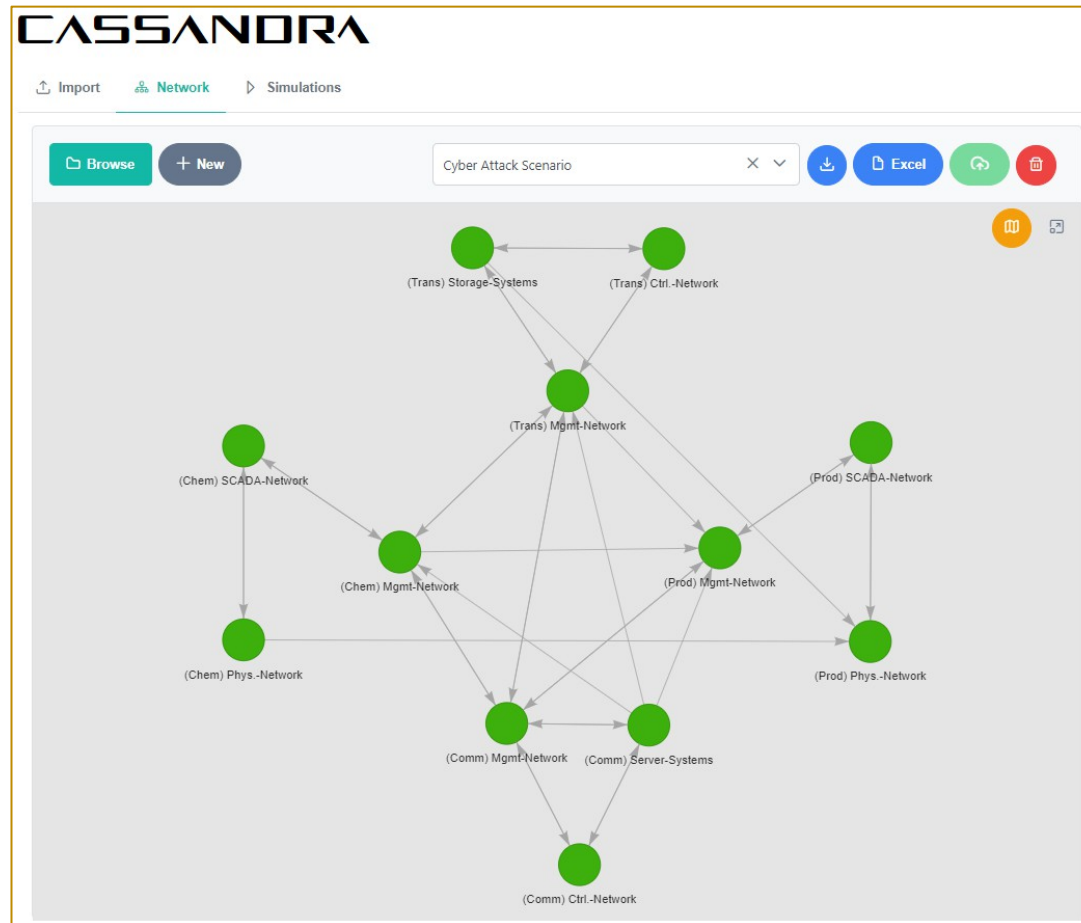 CASSANDRA
Import Network Simulations
Browse + New Cyber Attack Scenario Excel
(Trans) Storage-Systems
(Trans) Ctrl.-Network
(Trans) Mgmt-Network
(Chem) SCADA-Network
(Prod) SCADA-Network
(Chem) Mgmt-Network
(Prod) Mgmt-Network
(Chem) Phys.-Network
(Prod) Phys.-Network
(Comm) Mgmt-Network
(Comm) Server-Systems
(Comm) Ctrl.-Network